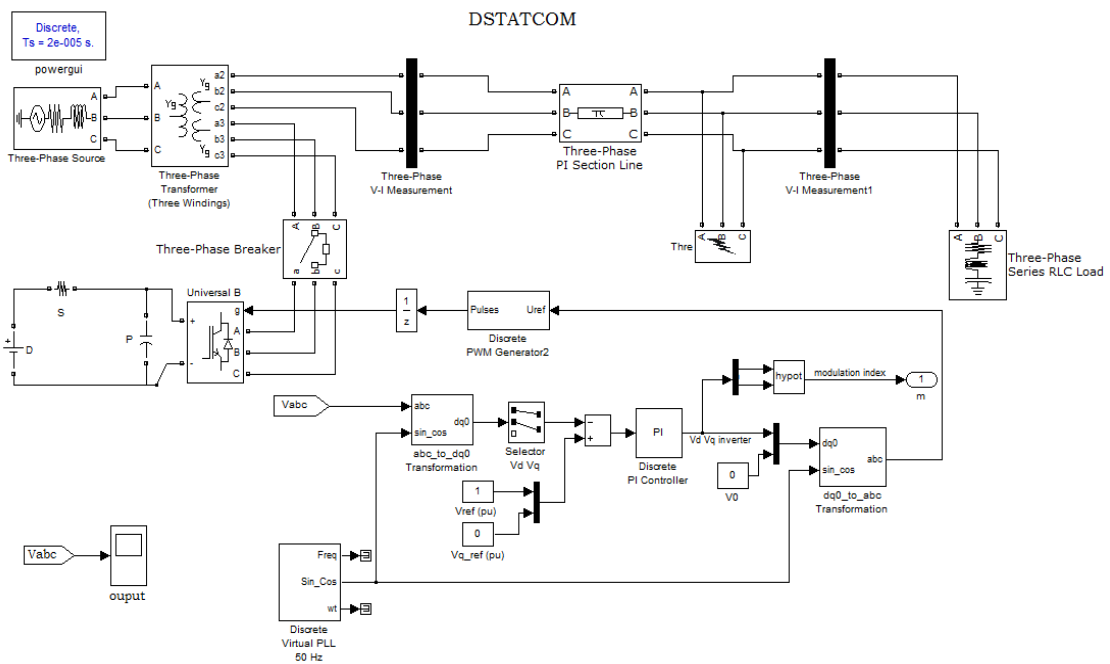 DSTATCOM
Discrete,
Ts = 2e-005 s.
powergui
A
B
C
Three-Phase Source
A
B
C
Yg
Yg
Yg
a2
b2
c2
a3
b3
c3
Three-Phase
Transformer
(Three Windings)
Three-Phase
V-I Measurement
A
B
C
A
B
C
Three-Phase
PI Section Line
Three-Phase
V-I Measurement1
A
B
C
a
b
c
Three-Phase Breaker
A
B
C
Thre
A
B
C
Three-Phase
Series RLC Load
S
+
D
P
Universal B
+
-
g
A
B
C
1
z
Pulses
Uref
Discrete
PWM Generator2
Vabc
abc
sin_cos
dq0
abc_to_dq0
Transformation
Selector
Vd Vq
−
+
PI
Discrete
PI Controller
hypot
modulation index
1
m
Vd Vq inverter
0
V0
dq0
sin_cos
abc
dq0_to_abc
Transformation
1
Vref (pu)
0
Vq_ref (pu)
Vabc
ouput
Freq
Sin_Cos
wt
Discrete
Virtual PLL
50 Hz